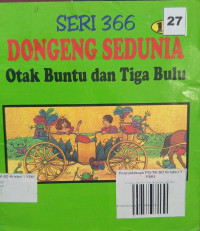 SERI 366
27
DONGENG SEDUNIA
Otak Buntu dan Tiga Bulu